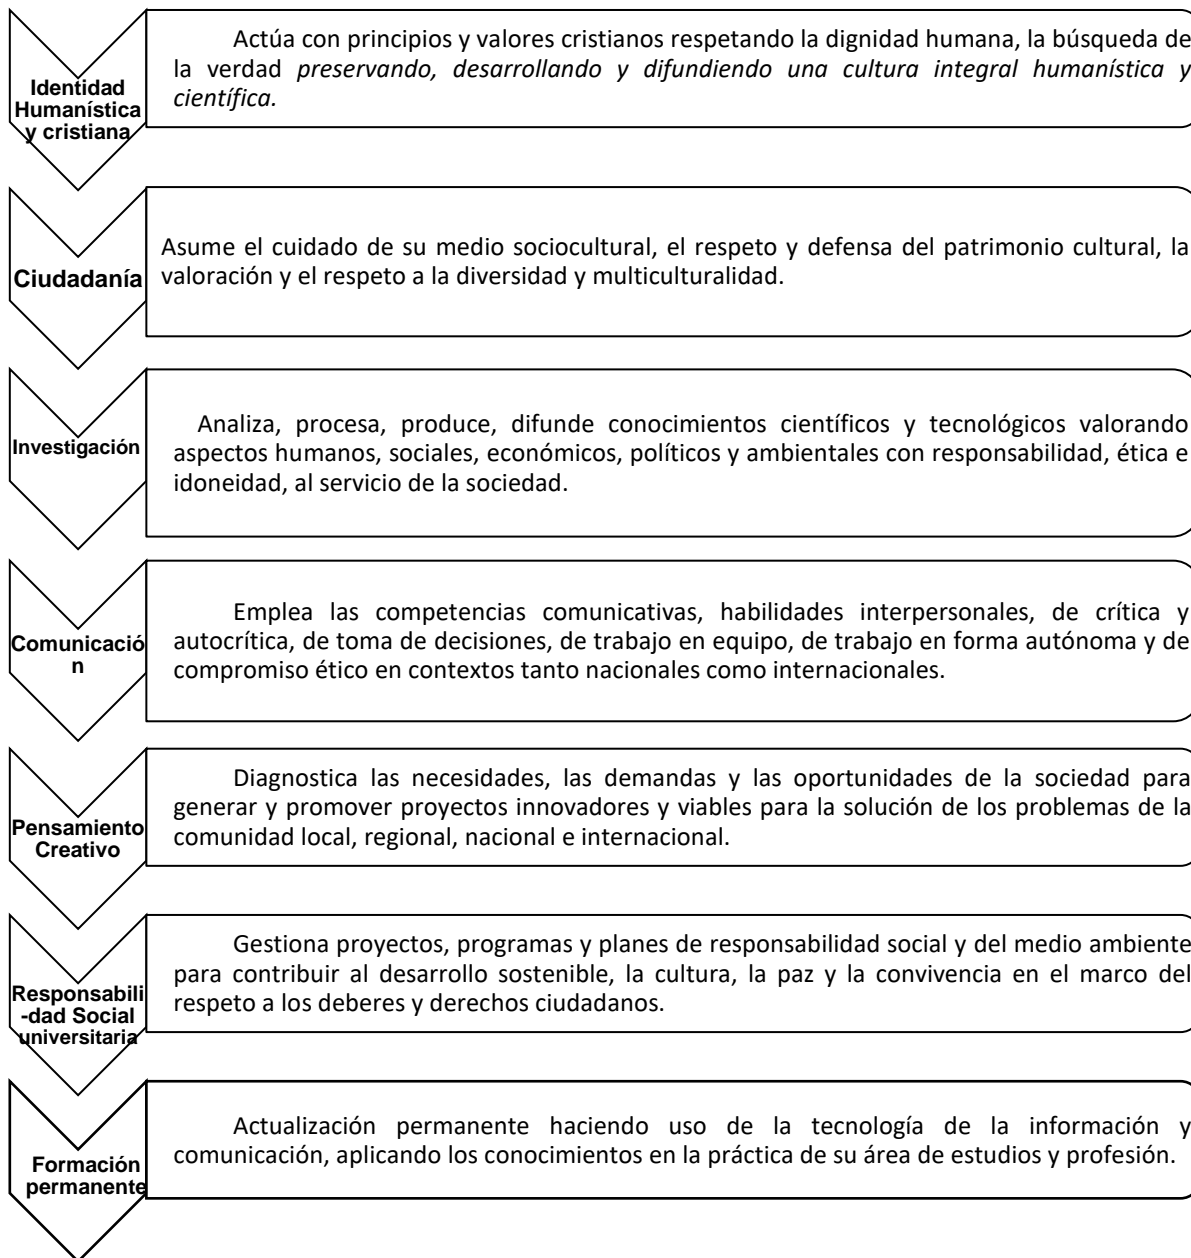 Identidad
Humanística
y cristiana
Actúa con principios y valores cristianos respetando la dignidad humana, la búsqueda de
la verdad preservando, desarrollando y difundiendo una cultura integral humanística y
científica.
Ciudadanía
Asume el cuidado de su medio sociocultural, el respeto y defensa del patrimonio cultural, la
valoración y el respeto a la diversidad y multiculturalidad.
Investigación
Analiza, procesa, produce, difunde conocimientos científicos y tecnológicos valorando
aspectos humanos, sociales, económicos, políticos y ambientales con responsabilidad, ética e
idoneidad, al servicio de la sociedad.
Comunicació
n
Emplea las competencias comunicativas, habilidades interpersonales, de crítica y
autocrítica, de toma de decisiones, de trabajo en equipo, de trabajo en forma autónoma y de
compromiso ético en contextos tanto nacionales como internacionales.
Pensamiento
Creativo
Diagnostica las necesidades, las demandas y las oportunidades de la sociedad para
generar y promover proyectos innovadores y viables para la solución de los problemas de la
comunidad local, regional, nacional e internacional.
Responsabili
-dad Social
universitaria
Gestiona proyectos, programas y planes de responsabilidad social y del medio ambiente
para contribuir al desarrollo sostenible, la cultura, la paz y la convivencia en el marco del
respeto a los deberes y derechos ciudadanos.
Formación
permanente
Actualización permanente haciendo uso de la tecnología de la información y
comunicación, aplicando los conocimientos en la práctica de su área de estudios y profesión.